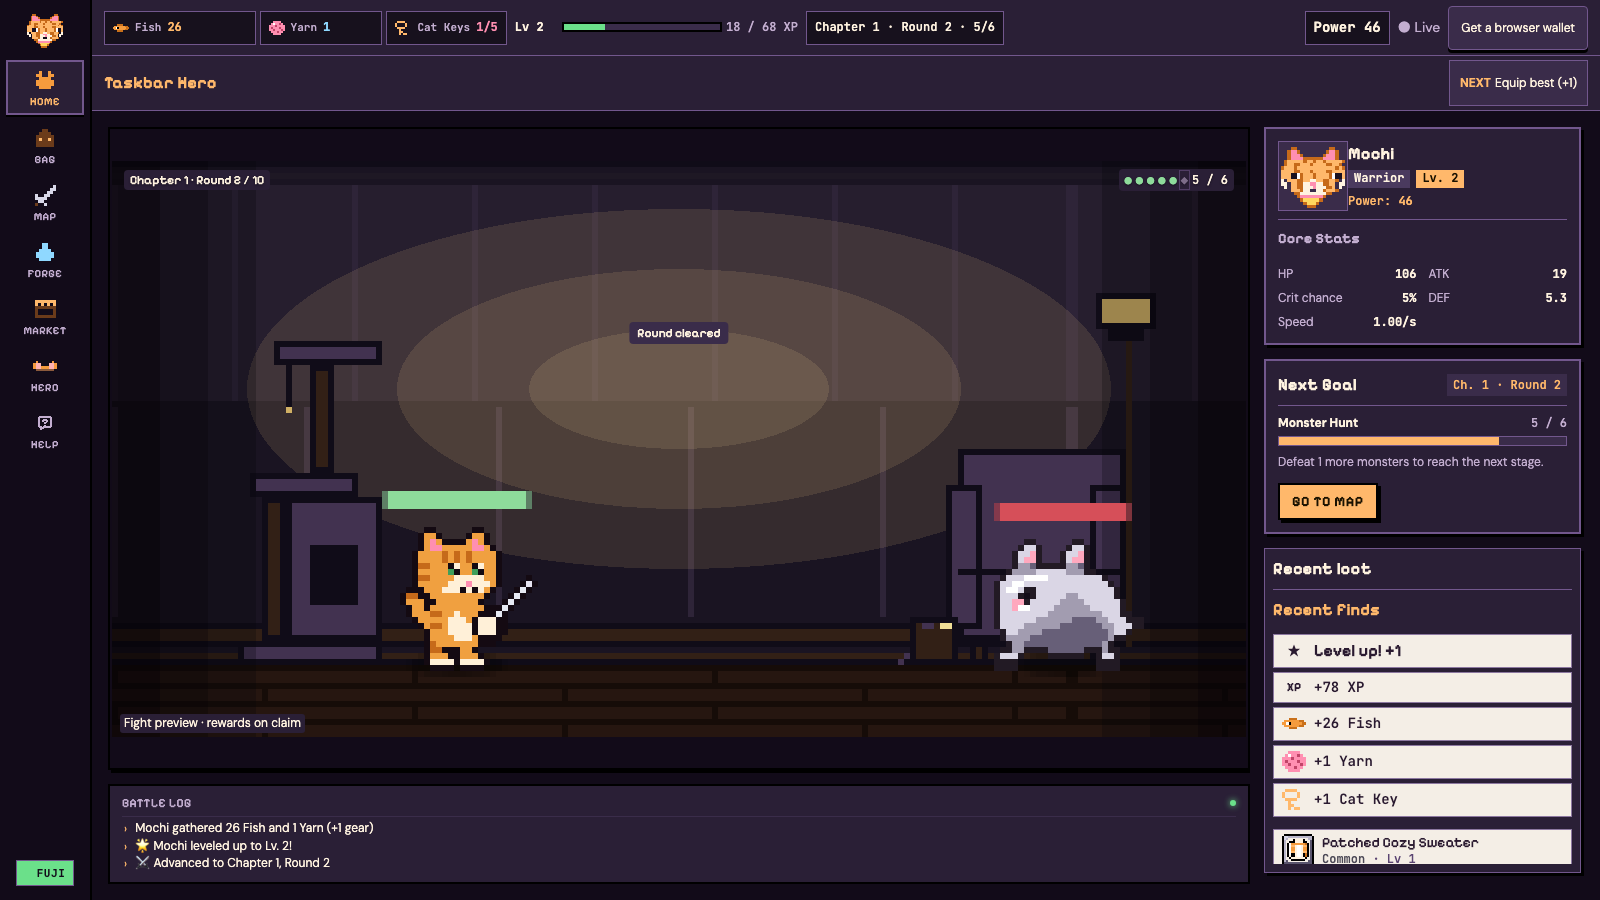 Fish 26
Yarn 1
Cat Keys 1/5
Lv 2
18 / 68 XP
Chapter 1 · Round 2 · 5/6
Power 46
Live
Get a browser wallet
HOME
BAG
MAP
FORGE
MARKET
HERO
HELP
FUJI
Taskbar Hero
NEXT Equip best (+1)
Chapter 1 · Round 2 / 10
5 / 6
Round cleared
Fight preview · rewards on claim
BATTLE LOG
› Mochi gathered 26 Fish and 1 Yarn (+1 gear)
› 🌟 Mochi leveled up to Lv. 2!
› ⚔️ Advanced to Chapter 1, Round 2
Mochi
Warrior Lv. 2
Power: 46
Core Stats
HP 106 ATK 19
Crit chance 5% DEF 5.3
Speed 1.00/s
Next Goal Ch. 1 · Round 2
Monster Hunt 5 / 6
Defeat 1 more monsters to reach the next stage.
GO TO MAP
Recent loot
Recent Finds
★ Level up! +1
XP +78 XP
+26 Fish
+1 Yarn
+1 Cat Key
Patched Cozy Sweater
Common · Lv 1